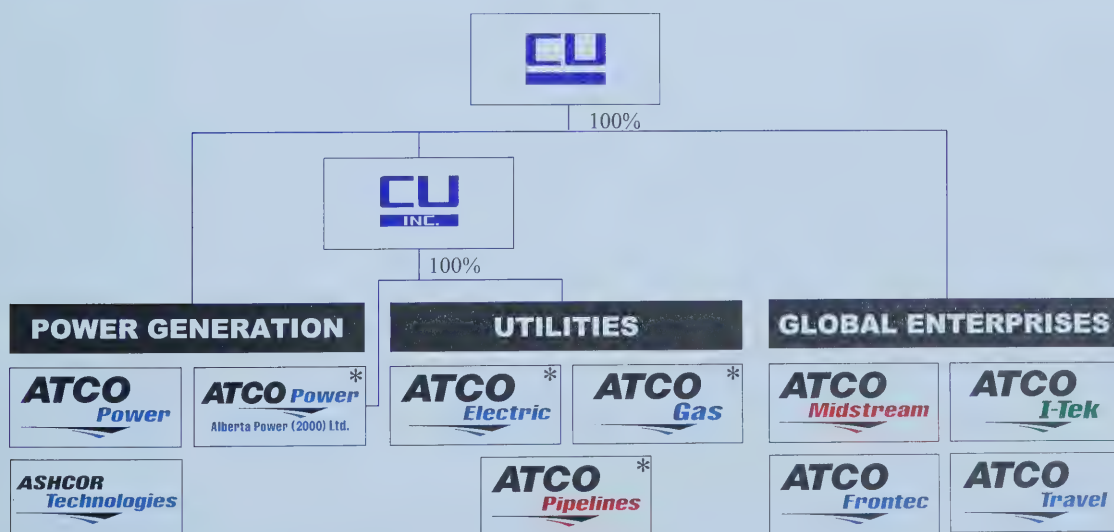 CU
100%
CU
INC.
100%
POWER GENERATION
UTILITIES
GLOBAL ENTERPRISES
ATCO
Power
ATCO Power *
Alberta Power (2000) Ltd.
ATCO *
Electric
ATCO *
Gas
ATCO
Midstream
ATCO
I-Tek
ASHCOR
Technologies
ATCO *
Pipelines
ATCO
Frontec
ATCO
Travel